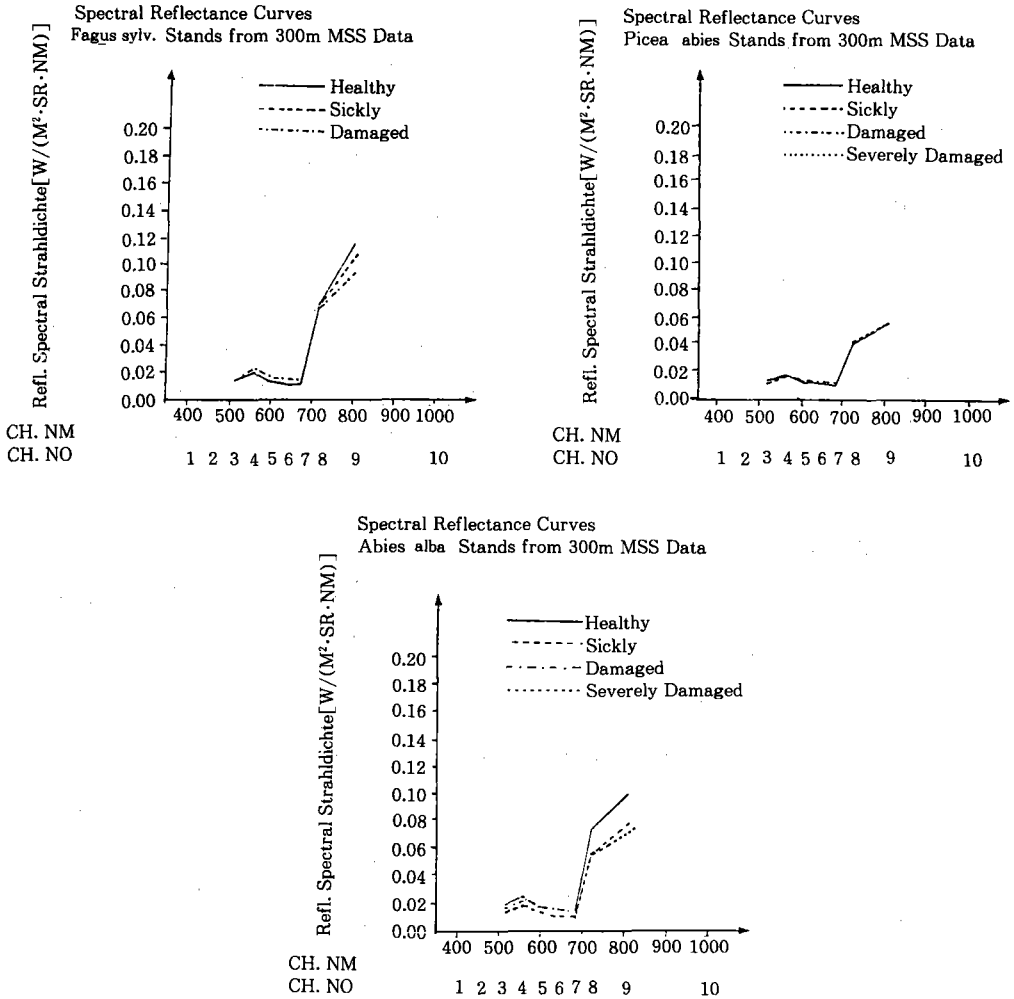 Spectral Reflectance Curves
Fagus sylv. Stands from 300m MSS Data
Refl. Spectral Strahldichte[W/(M²·SR·NM)]
Healthy
Sickly
Damaged
0.20
0.18
0.16
0.14
0.12
0.10
0.08
0.06
0.04
0.02
0.00
400 500 600 700 800 900 1000
CH. NM
CH. NO 1 2 3 4 5 6 7 8 9 10
Spectral Reflectance Curves
Picea abies Stands from 300m MSS Data
Refl. Spectral Strahldichte[W/(M²·SR·NM)]
Healthy
Sickly
Damaged
Severely Damaged
0.20
0.18
0.16
0.14
0.12
0.10
0.08
0.06
0.04
0.02
0.00
400 500 600 700 800 900 1000
CH. NM
CH. NO 1 2 3 4 5 6 7 8 9 10
Spectral Reflectance Curves
Abies alba Stands from 300m MSS Data
Refl. Spectral Strahldichte[W/(M²·SR·NM)]
Healthy
Sickly
Damaged
Severely Damaged
0.20
0.18
0.16
0.14
0.12
0.10
0.08
0.06
0.04
0.02
0.00
400 500 600 700 800 900 1000
CH. NM
CH. NO 1 2 3 4 5 6 7 8 9 10